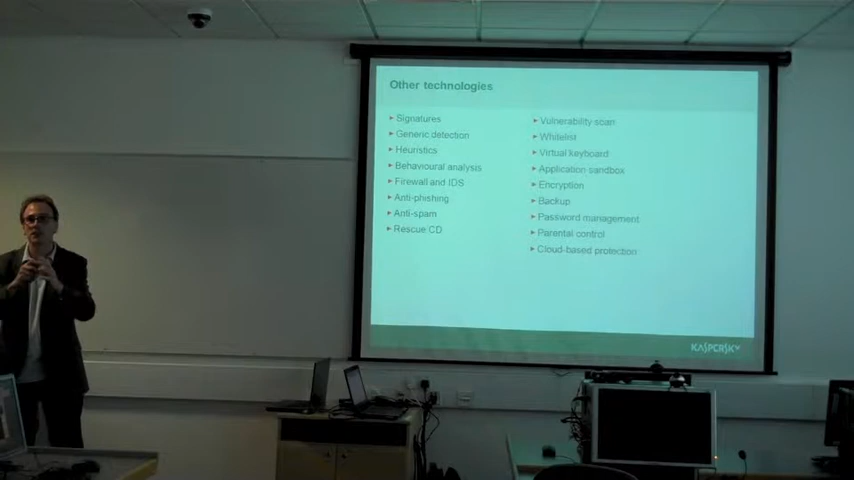 Other technologies
Signatures
Generic detection
Heuristics
Behavioural analysis
Firewall and IDS
Anti-phishing
Anti-spam
Rescue CD
Vulnerability scan
Whitelist
Virtual keyboard
Application sandbox
Encryption
Backup
Password management
Parental control
Cloud-based protection
KASPERSKY